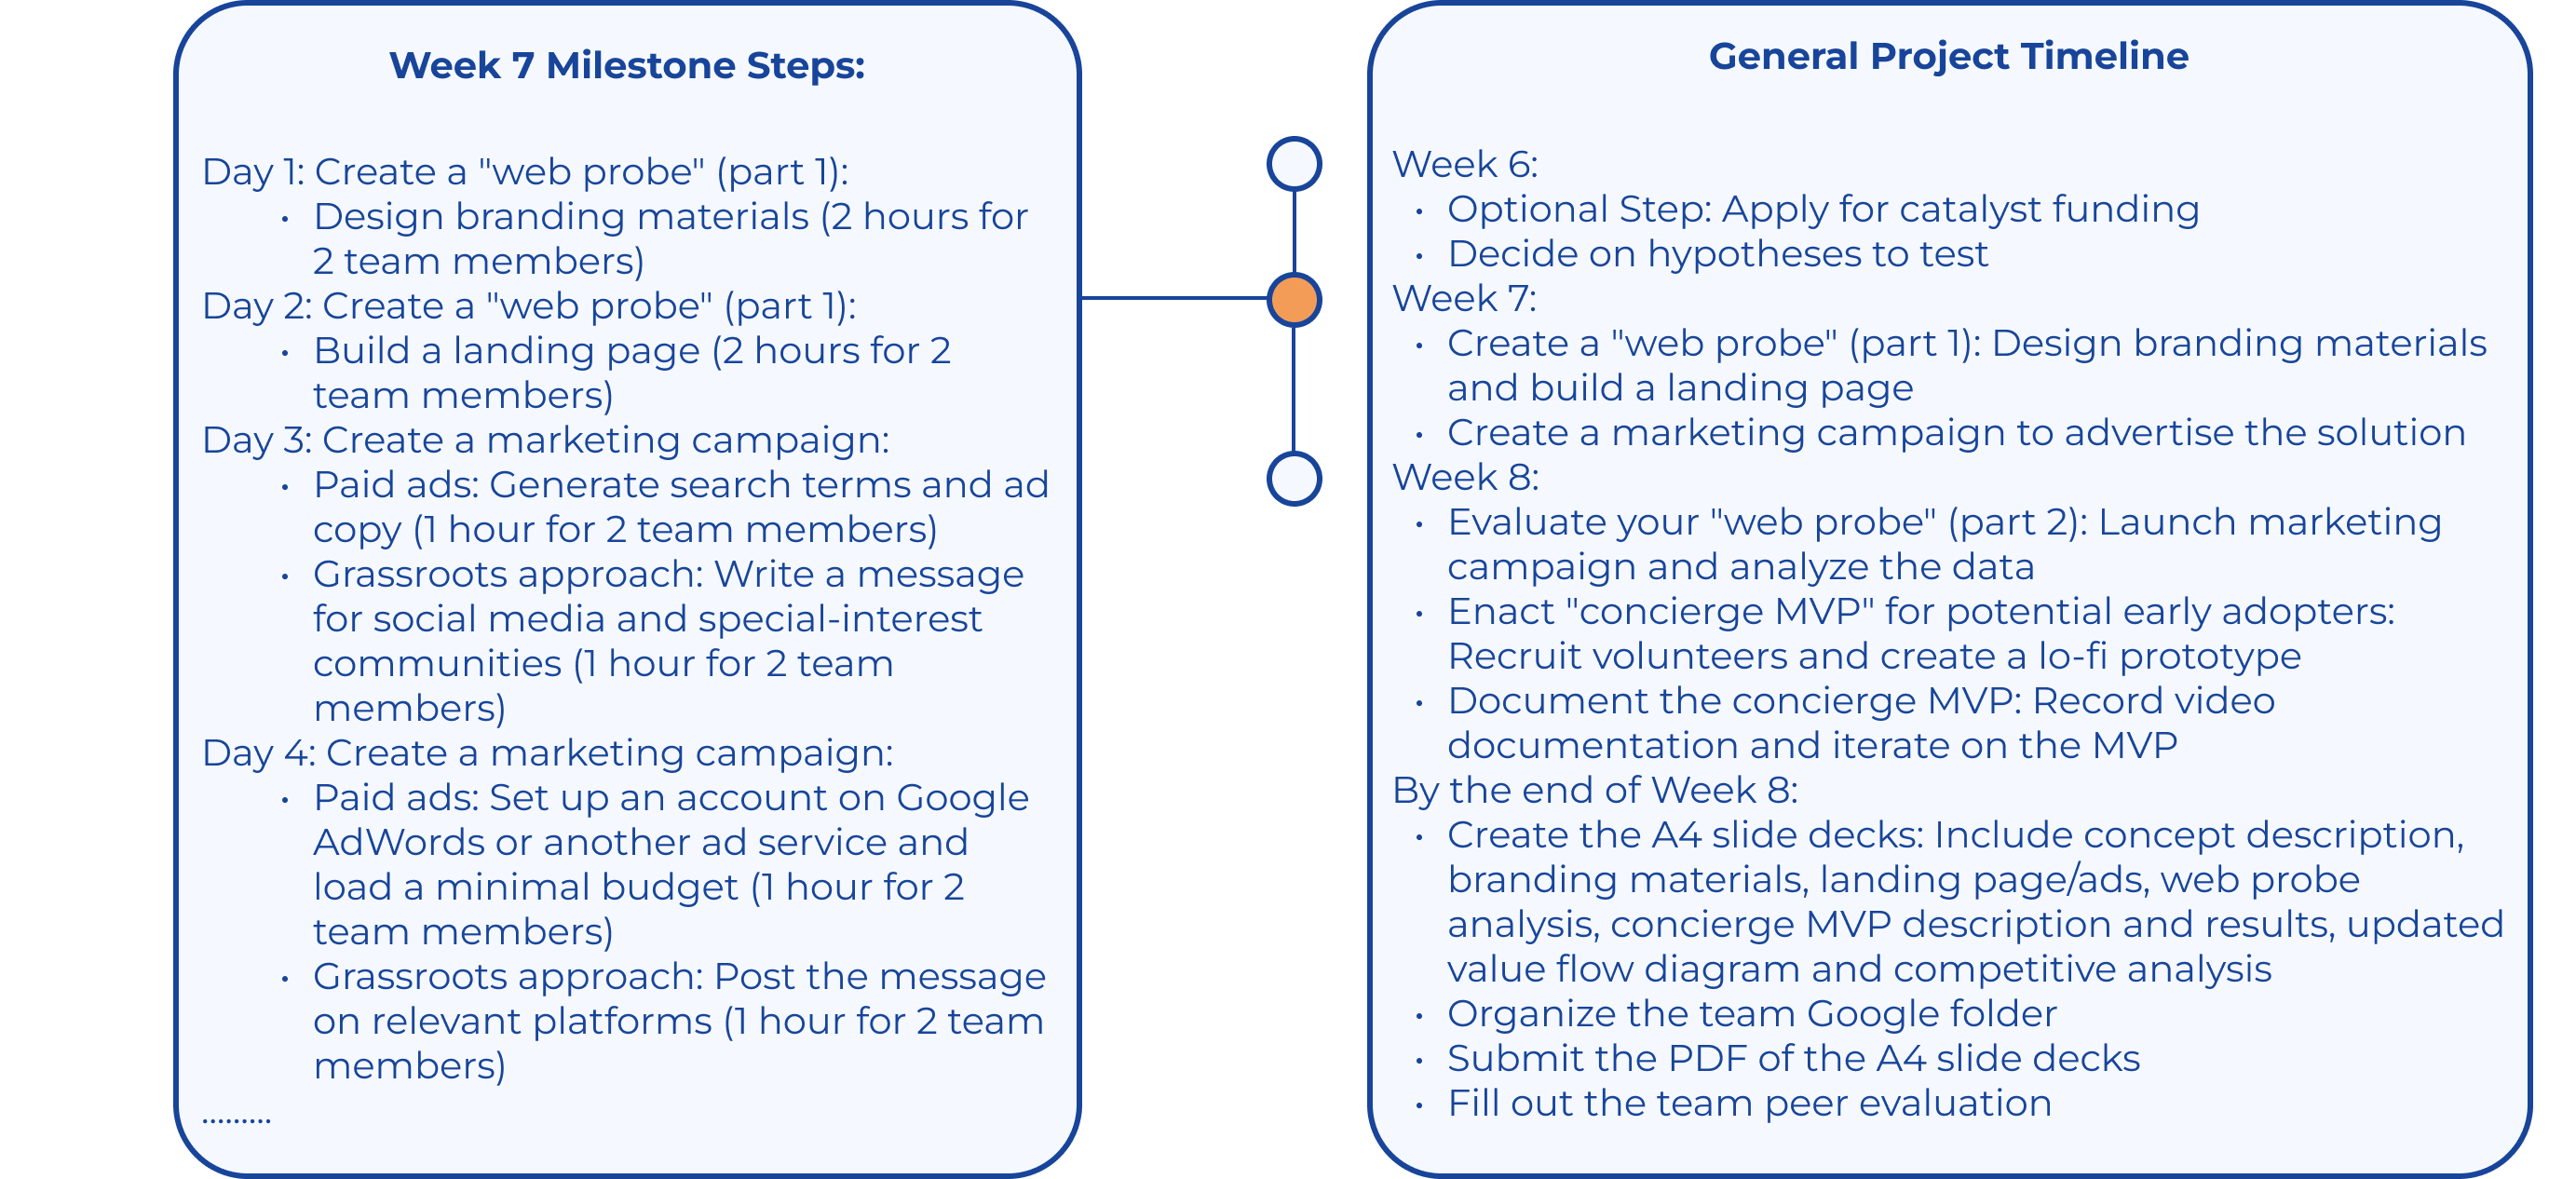 Week 7 Milestone Steps:
Day 1: Create a "web probe" (part 1):
• Design branding materials (2 hours for
2 team members)
Day 2: Create a "web probe" (part 1):
• Build a landing page (2 hours for 2
team members)
Day 3: Create a marketing campaign:
• Paid ads: Generate search terms and ad
copy (1 hour for 2 team members)
• Grassroots approach: Write a message
for social media and special-interest
communities (1 hour for 2 team
members)
Day 4: Create a marketing campaign:
• Paid ads: Set up an account on Google
AdWords or another ad service and
load a minimal budget (1 hour for 2
team members)
• Grassroots approach: Post the message
on relevant platforms (1 hour for 2 team
members)
.........
General Project Timeline
Week 6:
• Optional Step: Apply for catalyst funding
• Decide on hypotheses to test
Week 7:
• Create a "web probe" (part 1): Design branding materials
and build a landing page
• Create a marketing campaign to advertise the solution
Week 8:
• Evaluate your "web probe" (part 2): Launch marketing
campaign and analyze the data
• Enact "concierge MVP" for potential early adopters:
Recruit volunteers and create a lo-fi prototype
• Document the concierge MVP: Record video
documentation and iterate on the MVP
By the end of Week 8:
• Create the A4 slide decks: Include concept description,
branding materials, landing page/ads, web probe
analysis, concierge MVP description and results, updated
value flow diagram and competitive analysis
• Organize the team Google folder
• Submit the PDF of the A4 slide decks
• Fill out the team peer evaluation